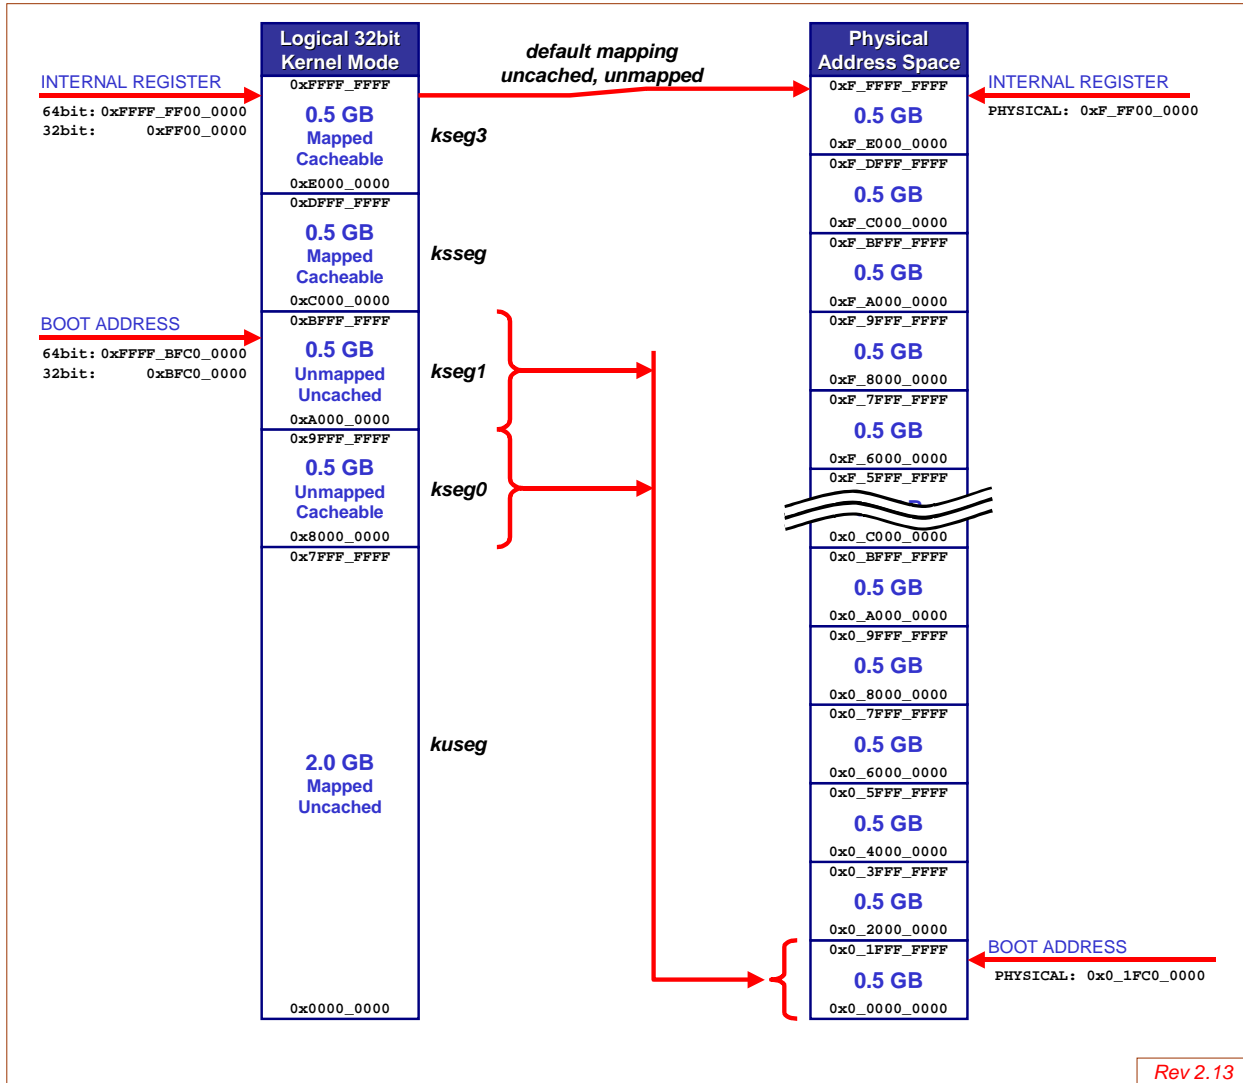 Logical 32bit
Kernel Mode
default mapping
uncached, unmapped
Physical
Address Space
INTERNAL REGISTER
64bit: 0xFFFF_FF00_0000
32bit: 0xFF00_0000
0xFFFF_FFFF
0.5 GB
Mapped
Cacheable
0xE000_0000
kseg3
0xDFFF_FFFF
0.5 GB
Mapped
Cacheable
0xC000_0000
ksseg
BOOT ADDRESS
64bit: 0xFFFF_BFC0_0000
32bit: 0xBFC0_0000
0xBFFF_FFFF
0.5 GB
Unmapped
Uncached
0xA000_0000
kseg1
0x9FFF_FFFF
0.5 GB
Unmapped
Cacheable
0x8000_0000
kseg0
0x7FFF_FFFF
2.0 GB
Mapped
Uncached
0x0000_0000
kuseg
0xF_FFFF_FFFF
0.5 GB
0xF_E000_0000
INTERNAL REGISTER
PHYSICAL: 0xF_FF00_0000
0xF_DFFF_FFFF
0.5 GB
0xF_C000_0000
0xF_BFFF_FFFF
0.5 GB
0xF_A000_0000
0xF_9FFF_FFFF
0.5 GB
0xF_8000_0000
0xF_7FFF_FFFF
0.5 GB
0xF_6000_0000
0xF_5FFF_FFFF
0x0_C000_0000
0x0_BFFF_FFFF
0.5 GB
0x0_A000_0000
0x0_9FFF_FFFF
0.5 GB
0x0_8000_0000
0x0_7FFF_FFFF
0.5 GB
0x0_6000_0000
0x0_5FFF_FFFF
0.5 GB
0x0_4000_0000
0x0_3FFF_FFFF
0.5 GB
0x0_2000_0000
0x0_1FFF_FFFF
0.5 GB
0x0_0000_0000
BOOT ADDRESS
PHYSICAL: 0x0_1FC0_0000
Rev 2.13